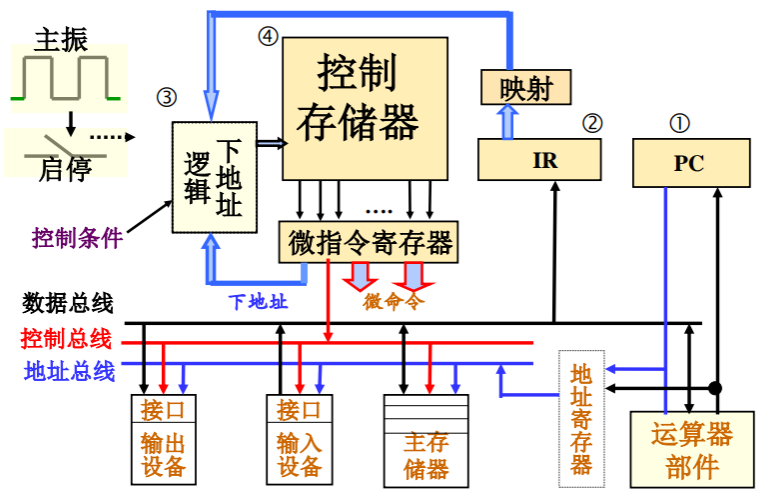 主振
启停
控制条件
③
逻辑
下地址
④
控制
存储器
....
微指令寄存器
下地址
微命令
映射
②
IR
①
PC
数据总线
控制总线
地址总线
接口
输出
设备
接口
输入
设备
主存
储器
地址寄存器
运算器
部件